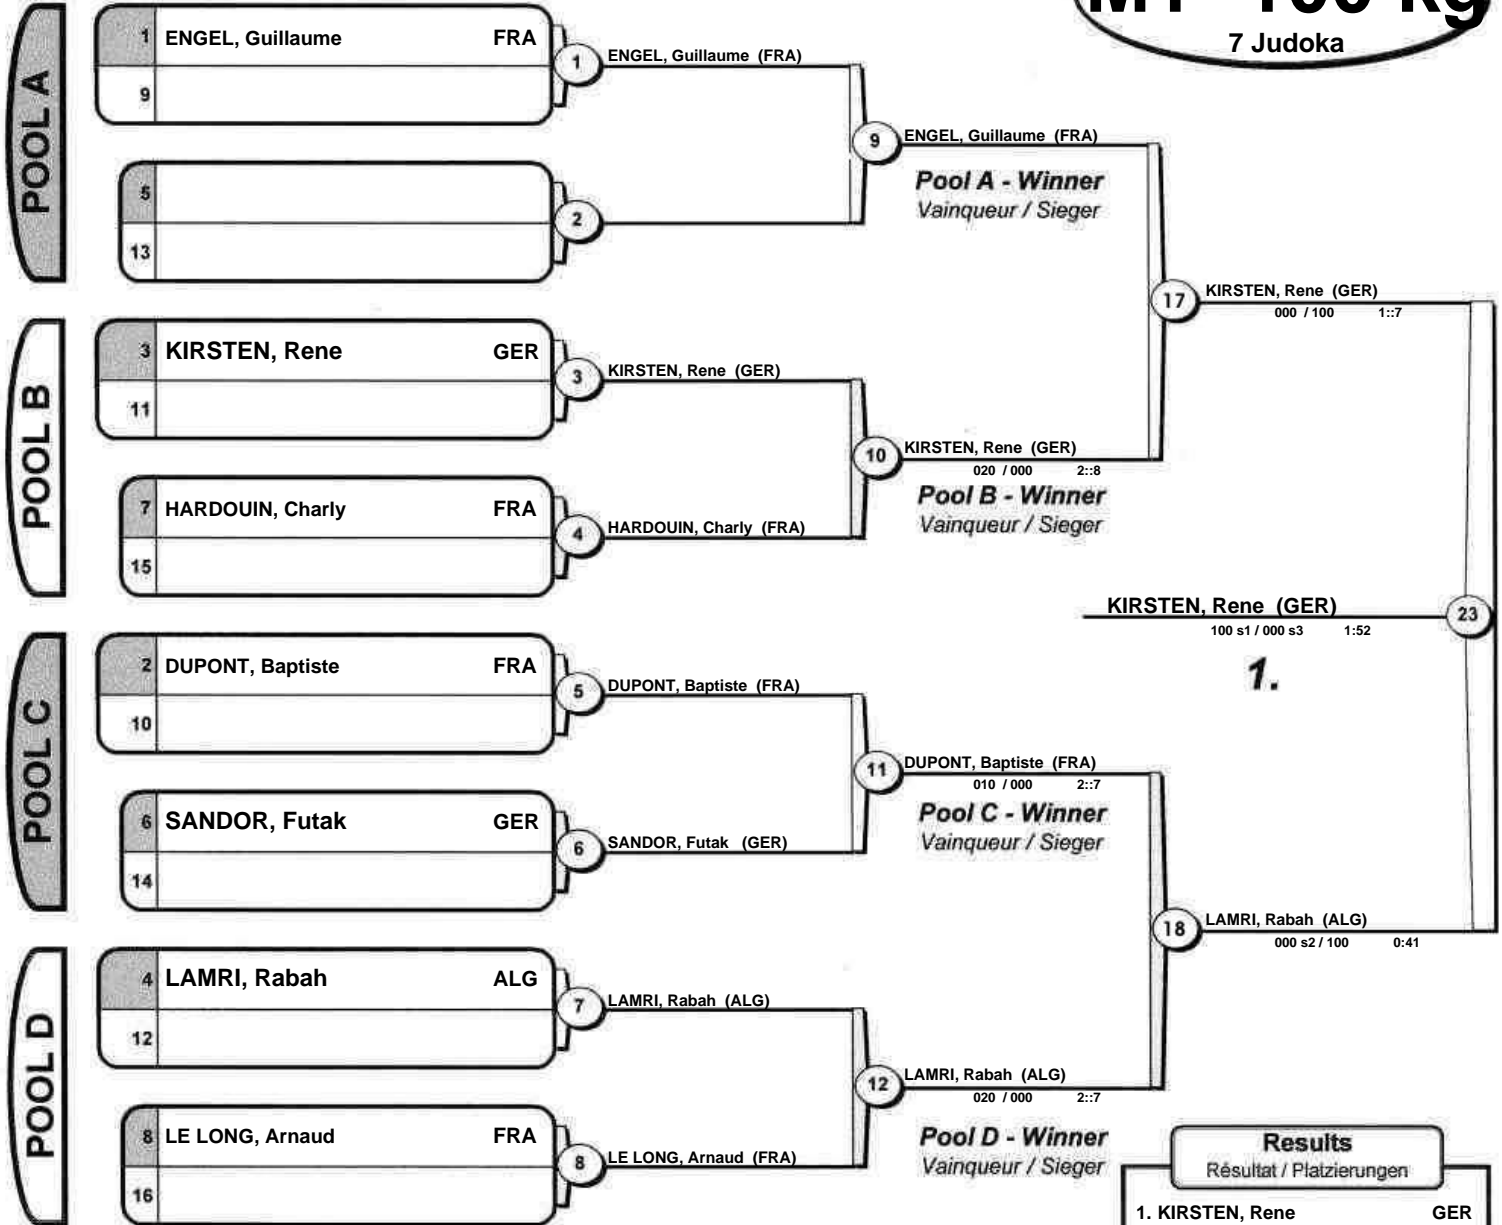 M1 -100 kg
7 Judoka
POOL A
1 ENGEL, Guillaume FRA
9
1 ENGEL, Guillaume (FRA)
5
13
2
9 ENGEL, Guillaume (FRA)
Pool A - Winner
Vainqueur / Sieger
POOL B
3 KIRSTEN, Rene GER
11
3 KIRSTEN, Rene (GER)
7 HARDOUIN, Charly FRA
15
4 HARDOUIN, Charly (FRA)
10 KIRSTEN, Rene (GER)
020 / 000 2::8
Pool B - Winner
Vainqueur / Sieger
17 KIRSTEN, Rene (GER)
000 / 100 1::7
KIRSTEN, Rene (GER) 23
100 s1 / 000 s3 1:52
1.
POOL C
2 DUPONT, Baptiste FRA
10
5 DUPONT, Baptiste (FRA)
6 SANDOR, Futak GER
14
6 SANDOR, Futak (GER)
11 DUPONT, Baptiste (FRA)
010 / 000 2::7
Pool C - Winner
Vainqueur / Sieger
POOL D
4 LAMRI, Rabah ALG
12
7 LAMRI, Rabah (ALG)
8 LE LONG, Arnaud FRA
16
8 LE LONG, Arnaud (FRA)
12 LAMRI, Rabah (ALG)
020 / 000 2::7
Pool D - Winner
Vainqueur / Sieger
18 LAMRI, Rabah (ALG)
000 s2 / 100 0:41
Results
Résultat / Platzierungen
1. KIRSTEN, Rene GER